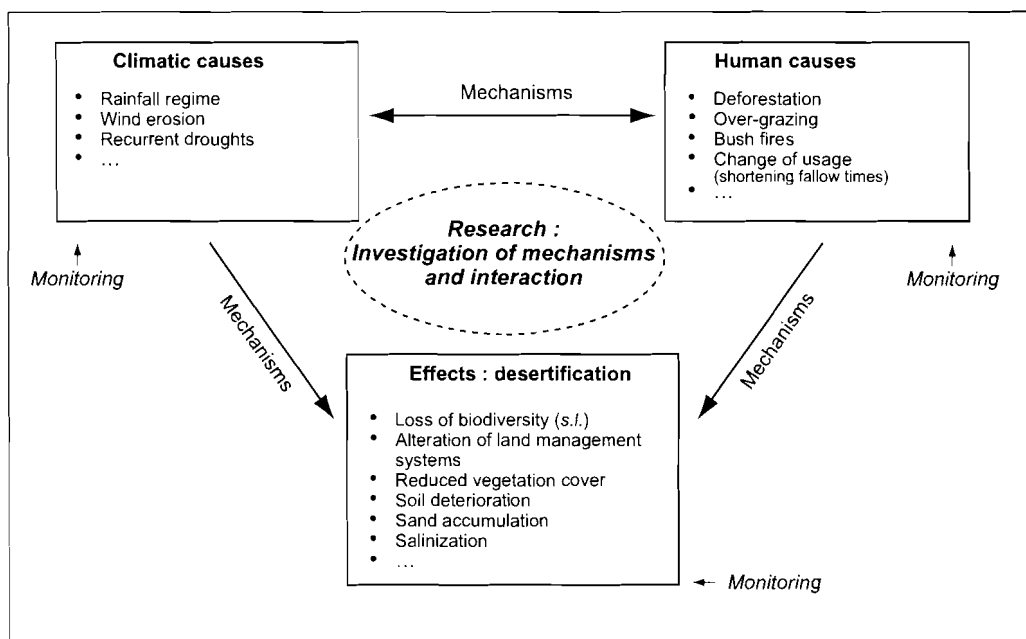 Climatic causes
• Rainfall regime
• Wind erosion
• Recurrent droughts
• ...
Mechanisms
Human causes
• Deforestation
• Over-grazing
• Bush fires
• Change of usage
(shortening fallow times)
• ...
Research :
Investigation of mechanisms
and interaction
Monitoring
Monitoring
Mechanisms
Mechanisms
Effects : desertification
• Loss of biodiversity (s.l.)
• Alteration of land management
systems
• Reduced vegetation cover
• Soil deterioration
• Sand accumulation
• Salinization
• ...
Monitoring